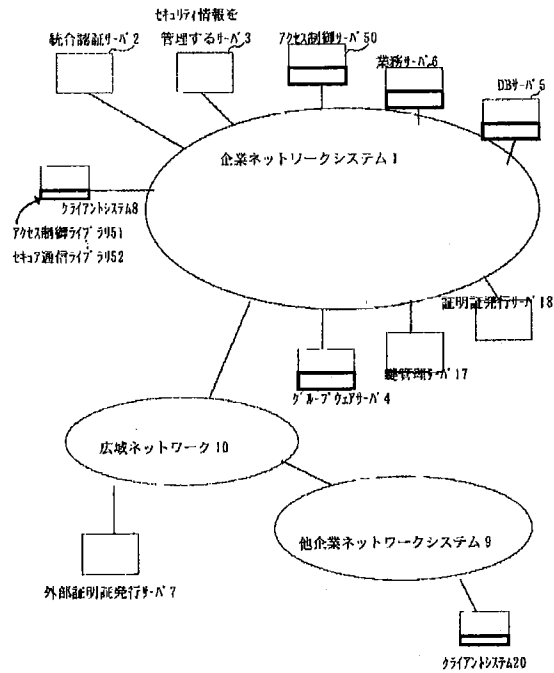 統合認証ｻｰﾊﾞ2
ｾｷｭﾘﾃｨ情報を
管理するｻｰﾊﾞ3
ｱｸｾｽ制御ｻｰﾊﾞ50
業務ｻｰﾊﾞ6
DBｻｰﾊﾞ5
企業ネットワークシステム1
ｸﾗｲｱﾝﾄｼｽﾃﾑ8
ｱｸｾｽ制御ﾗｲﾌﾞﾗﾘ51
ｾｷｭｱ通信ﾗｲﾌﾞﾗﾘ52
証明証発行ｻｰﾊﾞ18
鍵管理ｻｰﾊﾞ17
ｸﾞﾙｰﾌﾟｳｪｱｻｰﾊﾞ4
広域ネットワーク10
他企業ネットワークシステム9
外部証明証発行ｻｰﾊﾞ7
ｸﾗｲｱﾝﾄｼｽﾃﾑ20